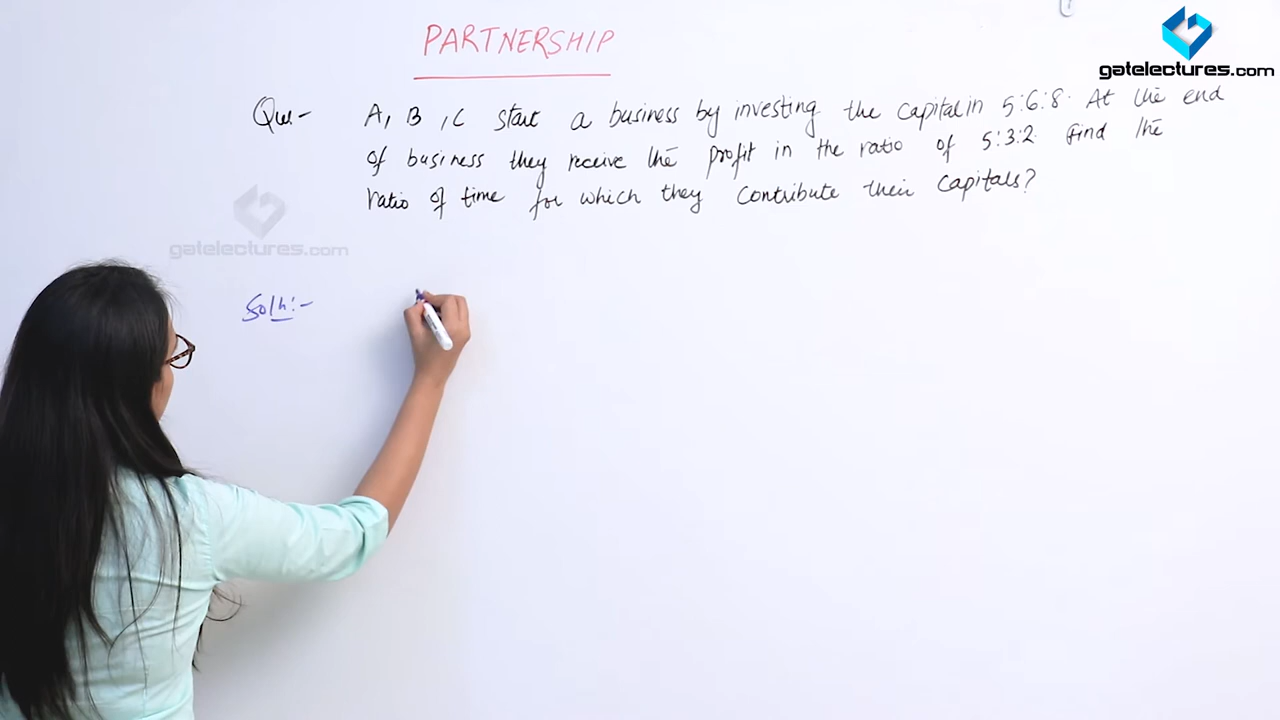 PARTNERSHIP
gatelectures.com
Que- A, B, C start a business by investing the capital in 5:6:8. At the end
of business they receive the profit in the ratio of 5:3:2. Find the
ratio of time for which they contribute their capitals?
gatelectures.com
Soln:-